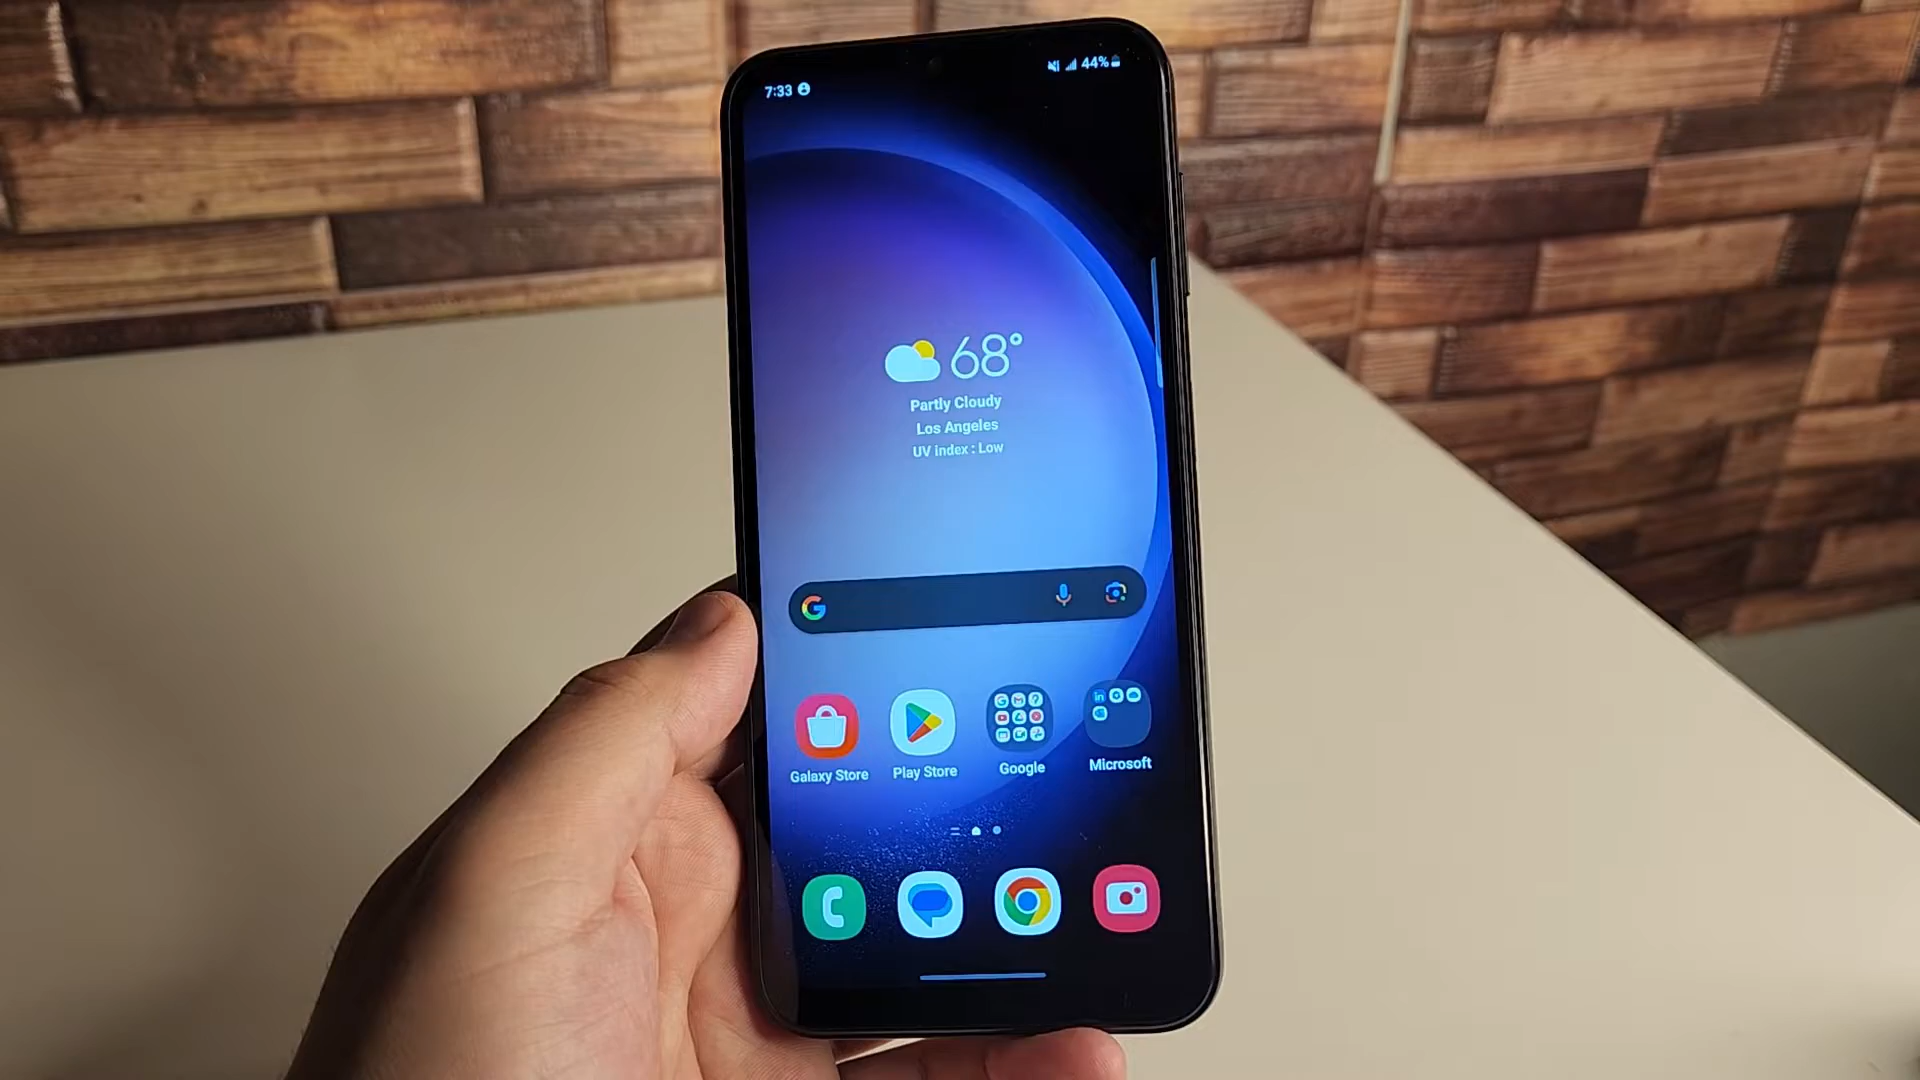 7:33
44%
68°
Partly Cloudy
Los Angeles
UV index : Low
Galaxy Store
Play Store
Google
Microsoft